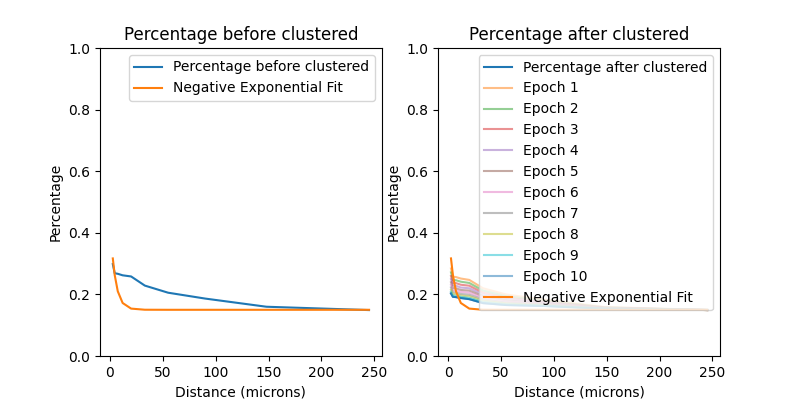 Percentage before clustered
Percentage
1.0
0.8
0.6
0.4
0.2
0.0
Percentage before clustered
Negative Exponential Fit
0
50
100
150
200
250
Distance (microns)
Percentage after clustered
Percentage
1.0
0.8
0.6
0.4
0.2
0.0
Percentage after clustered
Epoch 1
Epoch 2
Epoch 3
Epoch 4
Epoch 5
Epoch 6
Epoch 7
Epoch 8
Epoch 9
Epoch 10
Negative Exponential Fit
0
50
100
150
200
250
Distance (microns)